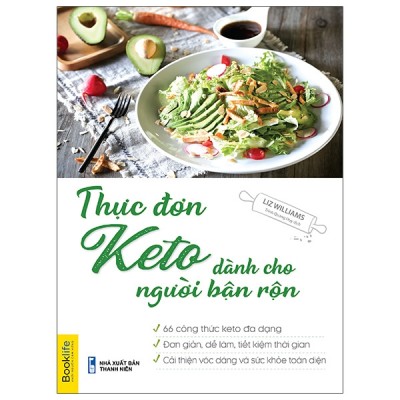 Thực đơn
Keto
dành cho
người bận rộn
LIZ WILLIAMS
66 công thức keto đa dạng
Đơn giản, dễ làm, tiết kiệm thời gian
Cải thiện vóc dáng và sức khỏe toàn diện
Booklife
NHÀ XUẤT BẢN
THANH NIÊN